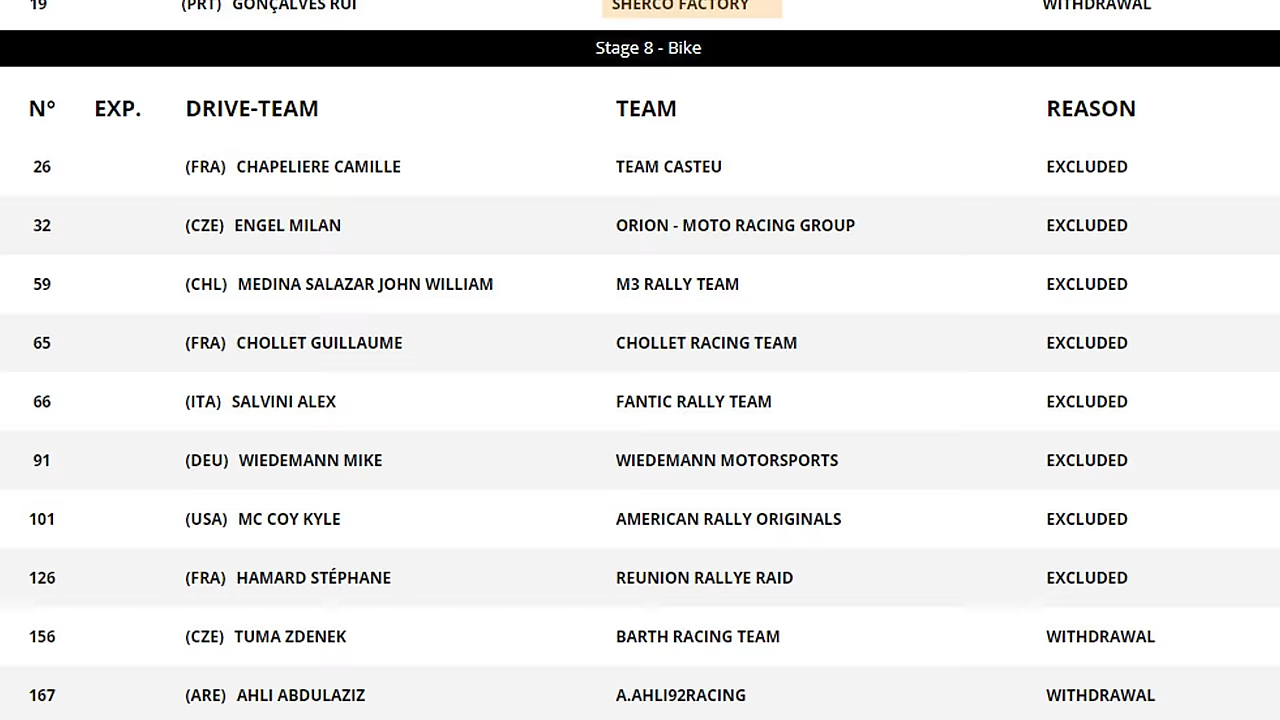 19 (PRT) GONÇALVES RUI SHERCO FACTORY WITHDRAWAL
Stage 8 - Bike
N° EXP. DRIVE-TEAM TEAM REASON
26 (FRA) CHAPELIERE CAMILLE TEAM CASTEU EXCLUDED
32 (CZE) ENGEL MILAN ORION - MOTO RACING GROUP EXCLUDED
59 (CHL) MEDINA SALAZAR JOHN WILLIAM M3 RALLY TEAM EXCLUDED
65 (FRA) CHOLLET GUILLAUME CHOLLET RACING TEAM EXCLUDED
66 (ITA) SALVINI ALEX FANTIC RALLY TEAM EXCLUDED
91 (DEU) WIEDEMANN MIKE WIEDEMANN MOTORSPORTS EXCLUDED
101 (USA) MC COY KYLE AMERICAN RALLY ORIGINALS EXCLUDED
126 (FRA) HAMARD STÉPHANE REUNION RALLYE RAID EXCLUDED
156 (CZE) TUMA ZDENEK BARTH RACING TEAM WITHDRAWAL
167 (ARE) AHLI ABDULAZIZ A.AHLI92RACING WITHDRAWAL